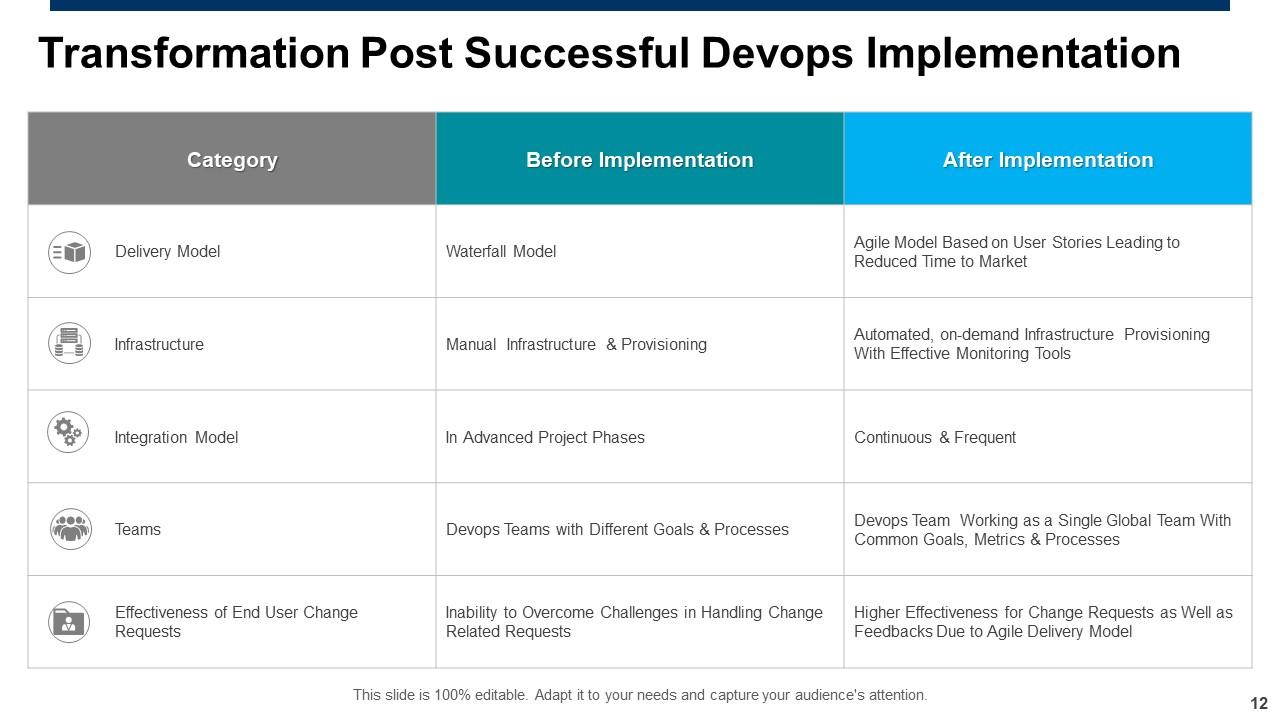 Transformation Post Successful Devops Implementation
Category
Before Implementation
After Implementation
Delivery Model
Waterfall Model
Agile Model Based on User Stories Leading to
Reduced Time to Market
Infrastructure
Manual Infrastructure & Provisioning
Automated, on-demand Infrastructure Provisioning
With Effective Monitoring Tools
Integration Model
In Advanced Project Phases
Continuous & Frequent
Teams
Devops Teams with Different Goals & Processes
Devops Team Working as a Single Global Team With
Common Goals, Metrics & Processes
Effectiveness of End User Change
Requests
Inability to Overcome Challenges in Handling Change
Related Requests
Higher Effectiveness for Change Requests as Well as
Feedbacks Due to Agile Delivery Model
This slide is 100% editable. Adapt it to your needs and capture your audience's attention.
12